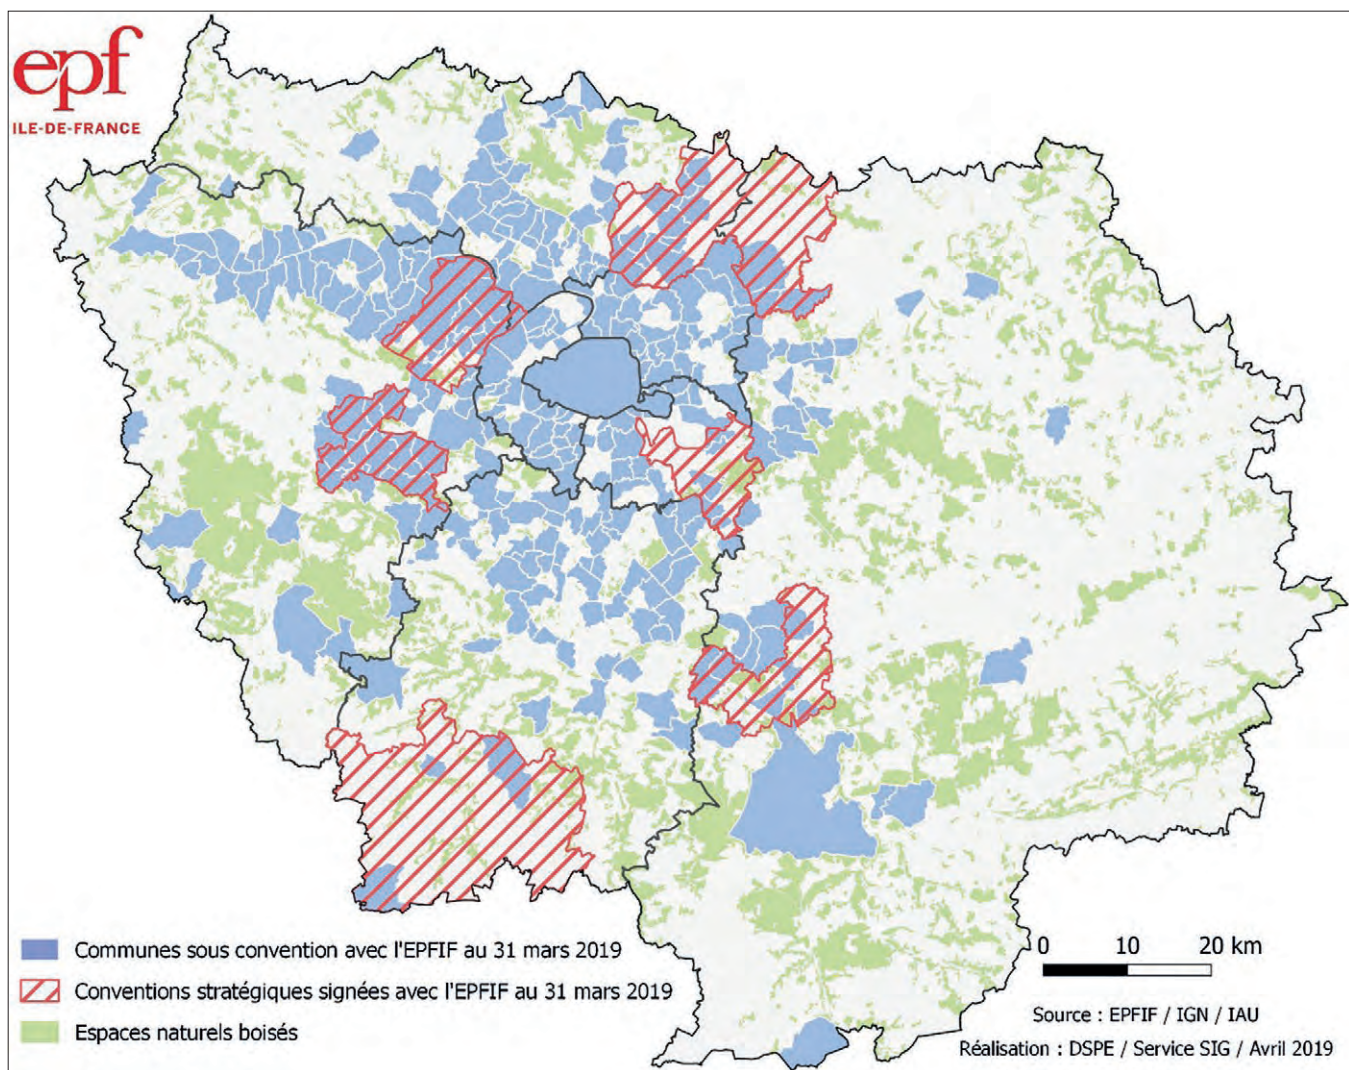 epf
ILE-DE-FRANCE
Communes sous convention avec l'EPFIF au 31 mars 2019
Conventions stratégiques signées avec l'EPFIF au 31 mars 2019
Espaces naturels boisés
0 10 20 km
Source : EPFIF / IGN / IAU
Réalisation : DSPE / Service SIG / Avril 2019